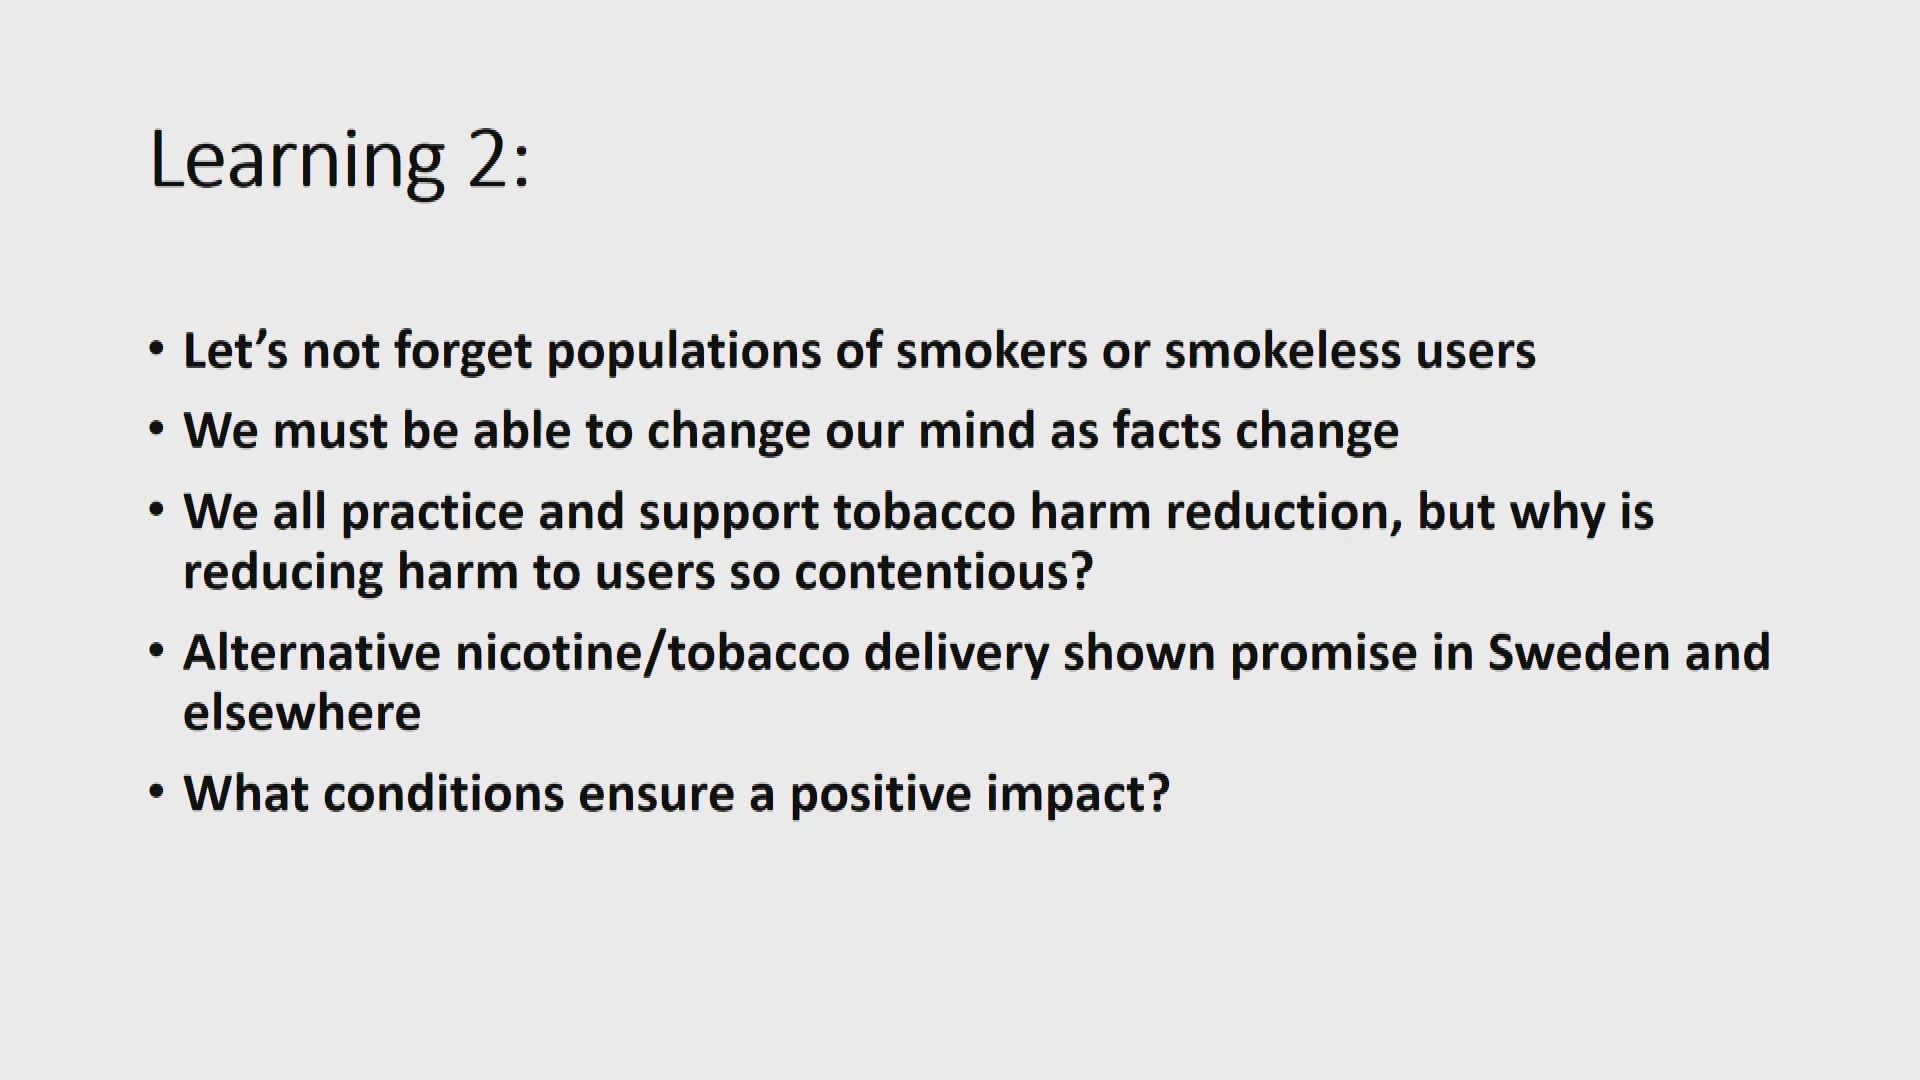 Learning 2:
• Let’s not forget populations of smokers or smokeless users
• We must be able to change our mind as facts change
• We all practice and support tobacco harm reduction, but why is
reducing harm to users so contentious?
• Alternative nicotine/tobacco delivery shown promise in Sweden and
elsewhere
• What conditions ensure a positive impact?